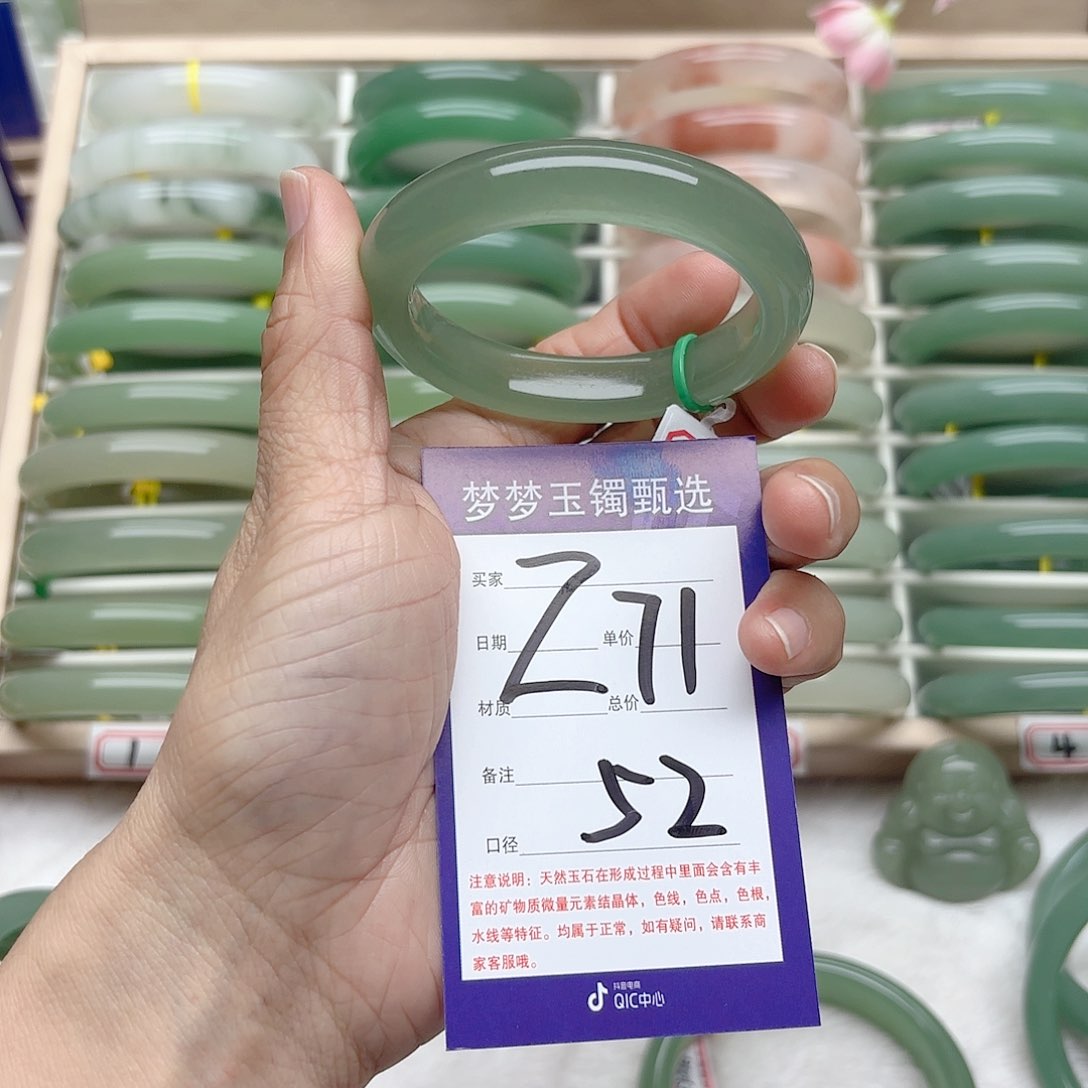 梦梦玉镯甄选
买家
Z71
日期 单价
材质 总价
备注
52
口径
注意说明：天然玉石在形成过程中里面会含有丰
富的矿物质微量元素结晶体，色线，色点，色根，
水线等特征。均属于正常，如有疑问，请联系商
家客服哦。
抖音电商
QIC中心
1
4